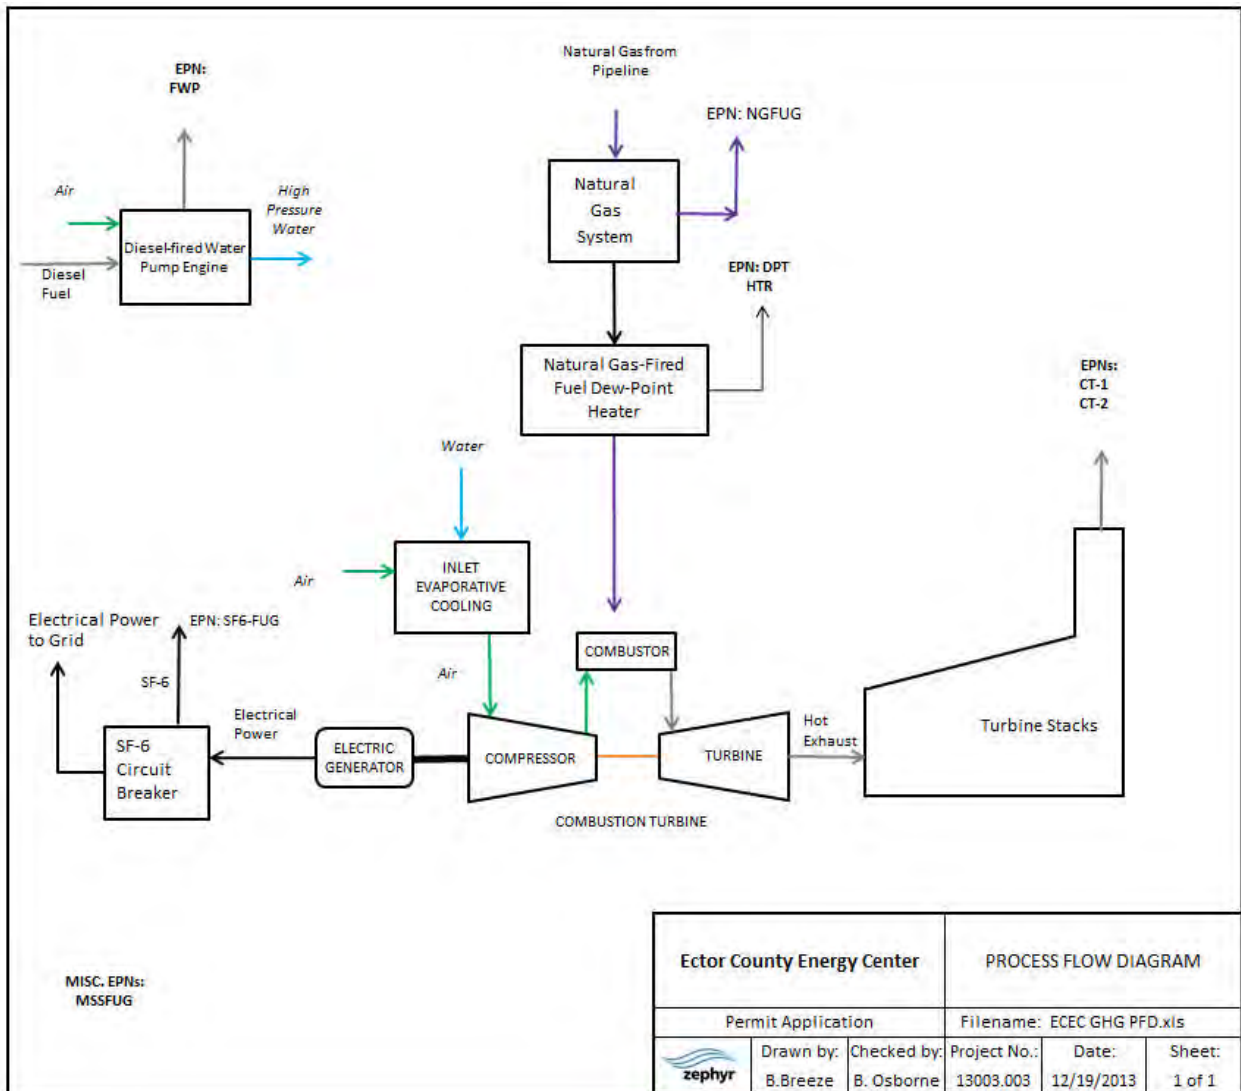 EPN:
FWP
Natural Gas from
Pipeline
EPN: NGFUG
Air
High
Pressure
Water
Diesel-fired Water
Pump Engine
Diesel
Fuel
Natural
Gas
System
EPN: DPT
HTR
Natural Gas-Fired
Fuel Dew-Point
Heater
EPNs:
CT-1
CT-2
Water
Air
INLET
EVAPORATIVE
COOLING
Electrical Power
to Grid
EPN: SF6-FUG
SF-6
Air
COMBUSTOR
Electrical
Power
SF-6
Circuit
Breaker
ELECTRIC
GENERATOR
COMPRESSOR
TURBINE
Hot
Exhaust
Turbine Stacks
COMBUSTION TURBINE
MISC. EPNs:
MSSFUG
Ector County Energy Center
PROCESS FLOW DIAGRAM
Permit Application
Filename: ECEC GHG PFD.xls
zephyr
Drawn by:
B.Breeze
Checked by:
B. Osborne
Project No.:
13003.003
Date:
12/19/2013
Sheet:
1 of 1